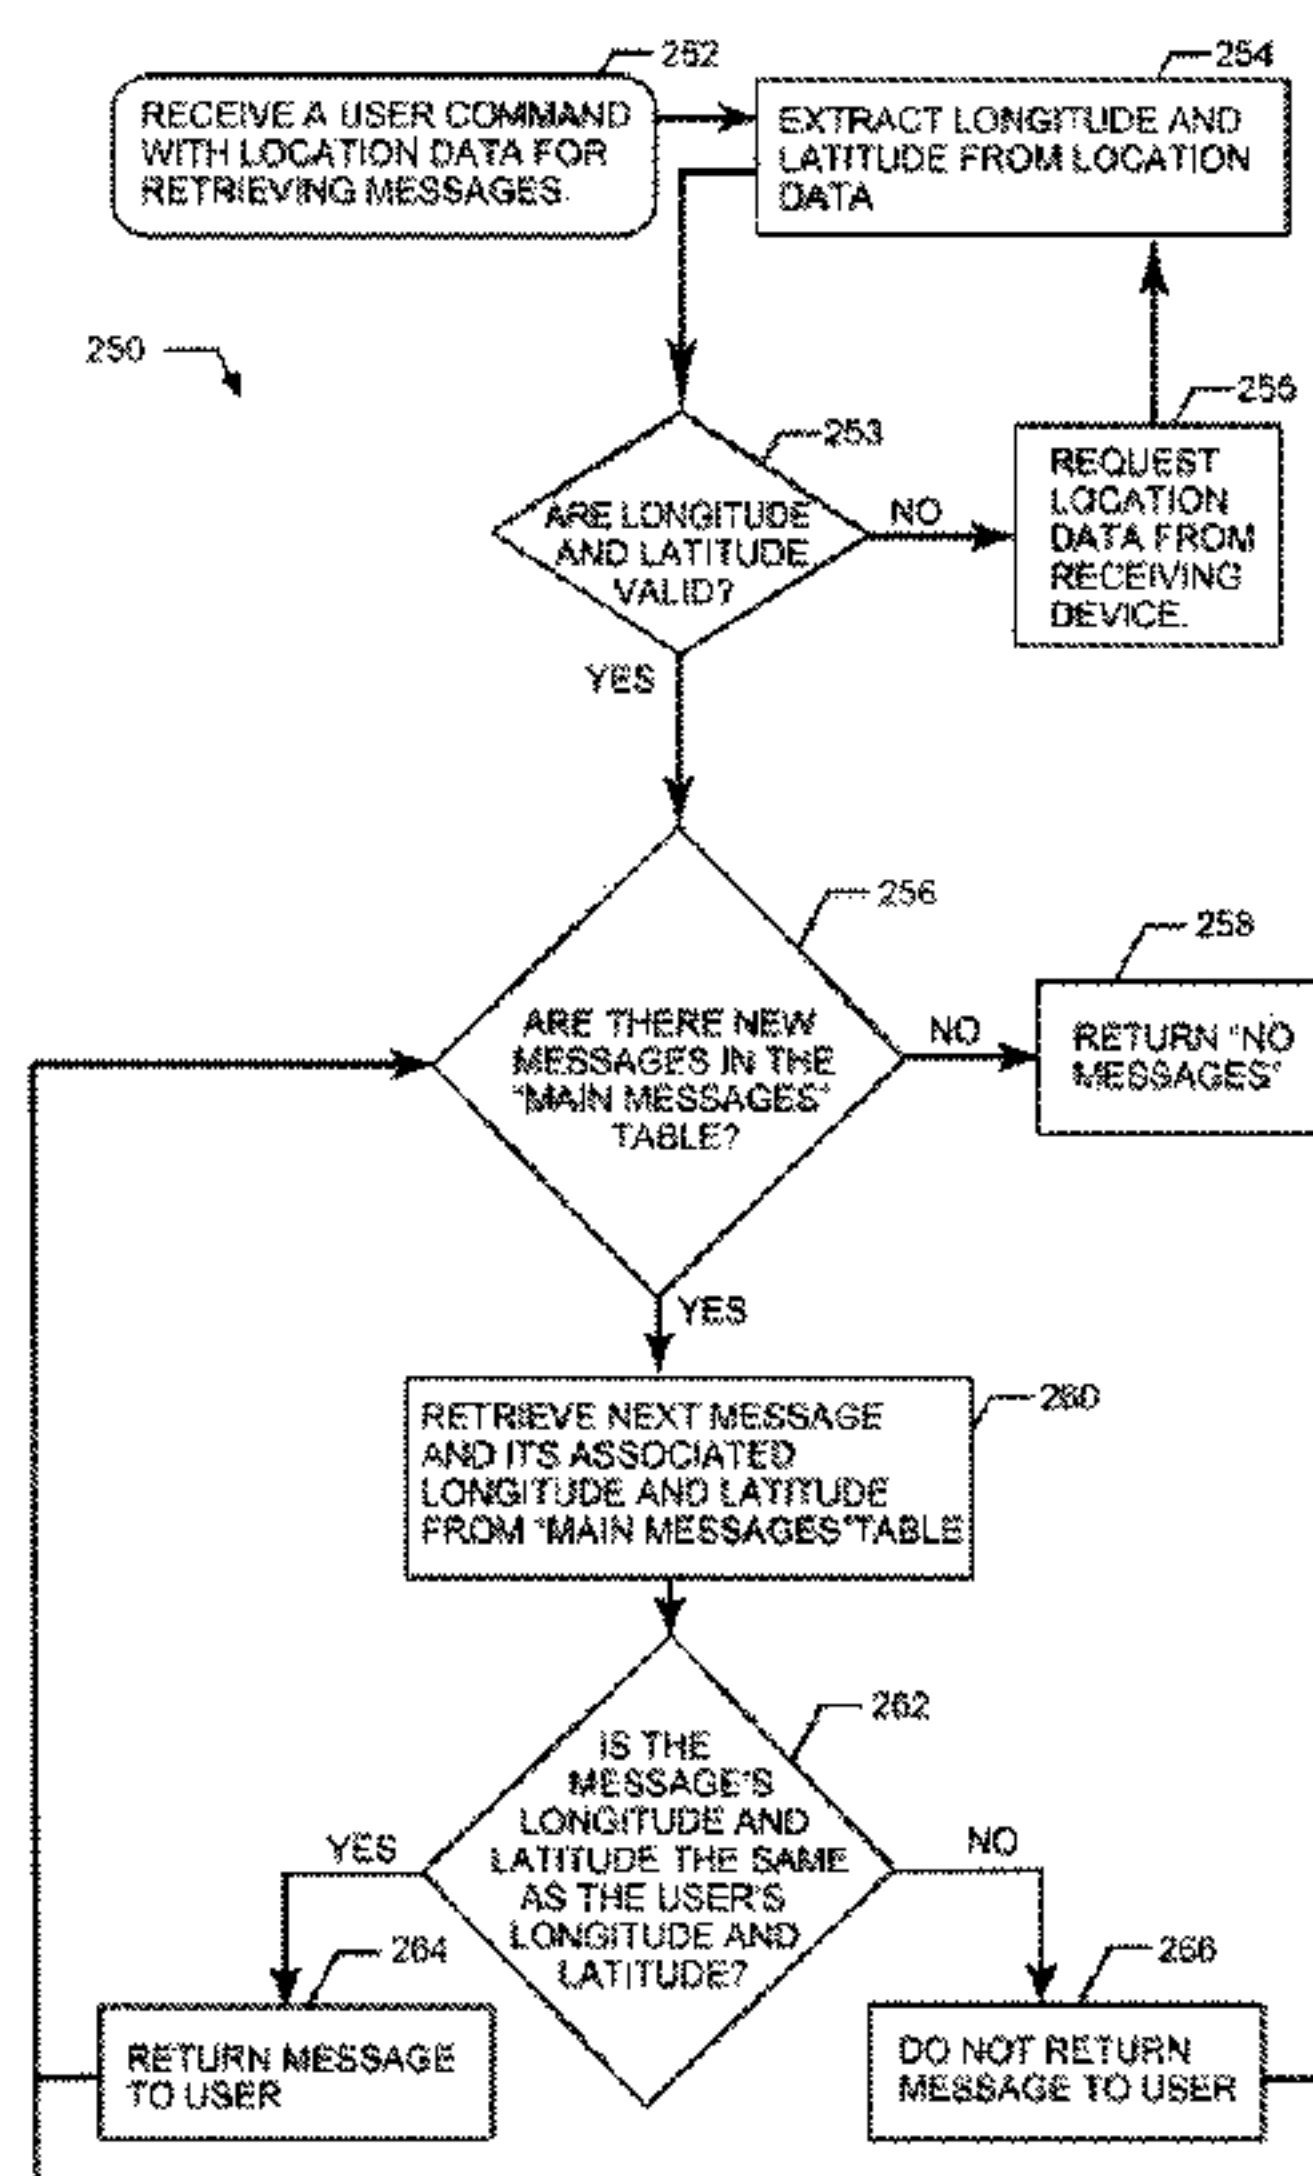 252
RECEIVE A USER COMMAND
WITH LOCATION DATA FOR
RETRIEVING MESSAGES.
254
EXTRACT LONGITUDE AND
LATITUDE FROM LOCATION
DATA
250
253
ARE LONGITUDE
AND LATITUDE
VALID?
NO
255
REQUEST
LOCATION
DATA FROM
RECEIVING
DEVICE.
YES
256
ARE THERE NEW
MESSAGES IN THE
"MAIN MESSAGES"
TABLE?
NO
258
RETURN "NO
MESSAGES"
YES
260
RETRIEVE NEXT MESSAGE
AND ITS ASSOCIATED
LONGITUDE AND LATITUDE
FROM "MAIN MESSAGES"TABLE
262
IS THE
MESSAGE'S
LONGITUDE AND
LATITUDE THE SAME
AS THE USER'S
LONGITUDE AND
LATITUDE?
YES
264
RETURN MESSAGE
TO USER
NO
266
DO NOT RETURN
MESSAGE TO USER